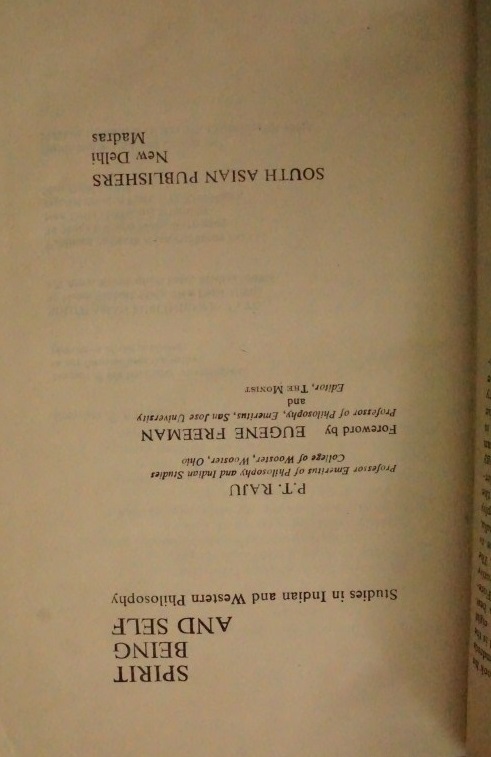 SPIRIT
BEING
AND SELF
Studies in Indian and Western Philosophy
P.T. RAJU
Professor Emeritus of Philosophy and Indian Studies
College of Wooster, Wooster, Ohio
Foreword by EUGENE FREEMAN
Professor of Philosophy, Emeritus, San Jose University
and
Editor, THE MONIST
SOUTH ASIAN PUBLISHERS
New Delhi
Madras